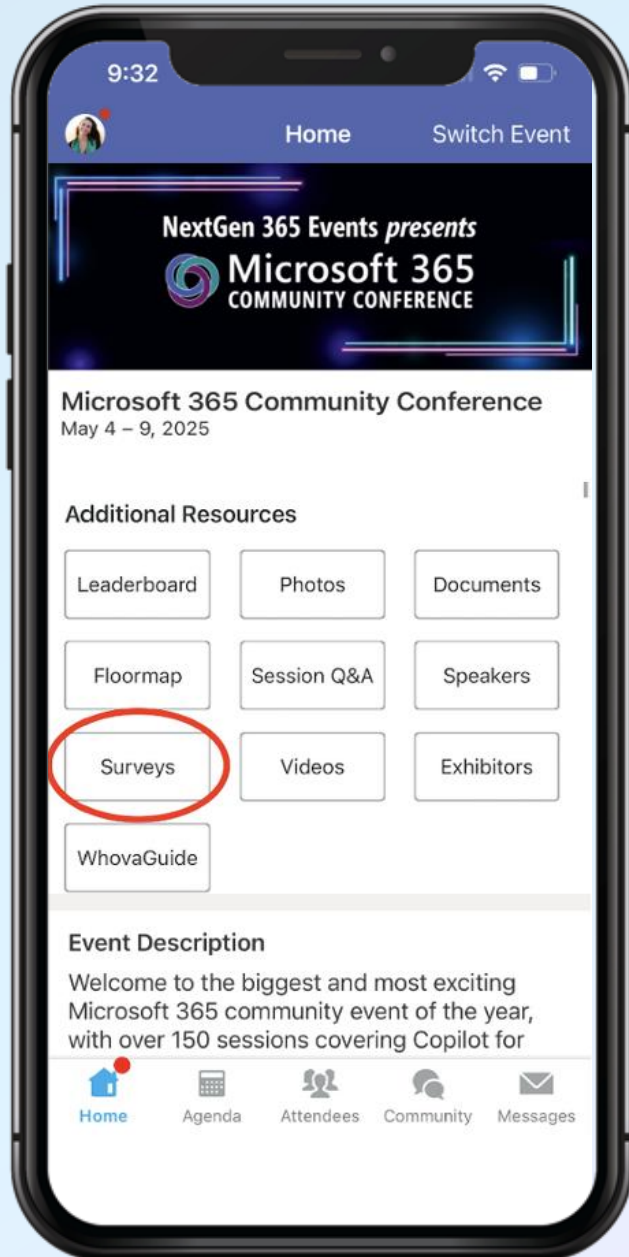 9:32
Home Switch Event
NextGen 365 Events presents
Microsoft 365
COMMUNITY CONFERENCE
Microsoft 365 Community Conference
May 4 – 9, 2025
Additional Resources
Leaderboard Photos Documents
Floormap Session Q&A Speakers
Surveys Videos Exhibitors
WhovaGuide
Event Description
Welcome to the biggest and most exciting
Microsoft 365 community event of the year,
with over 150 sessions covering Copilot for
Home Agenda Attendees Community Messages